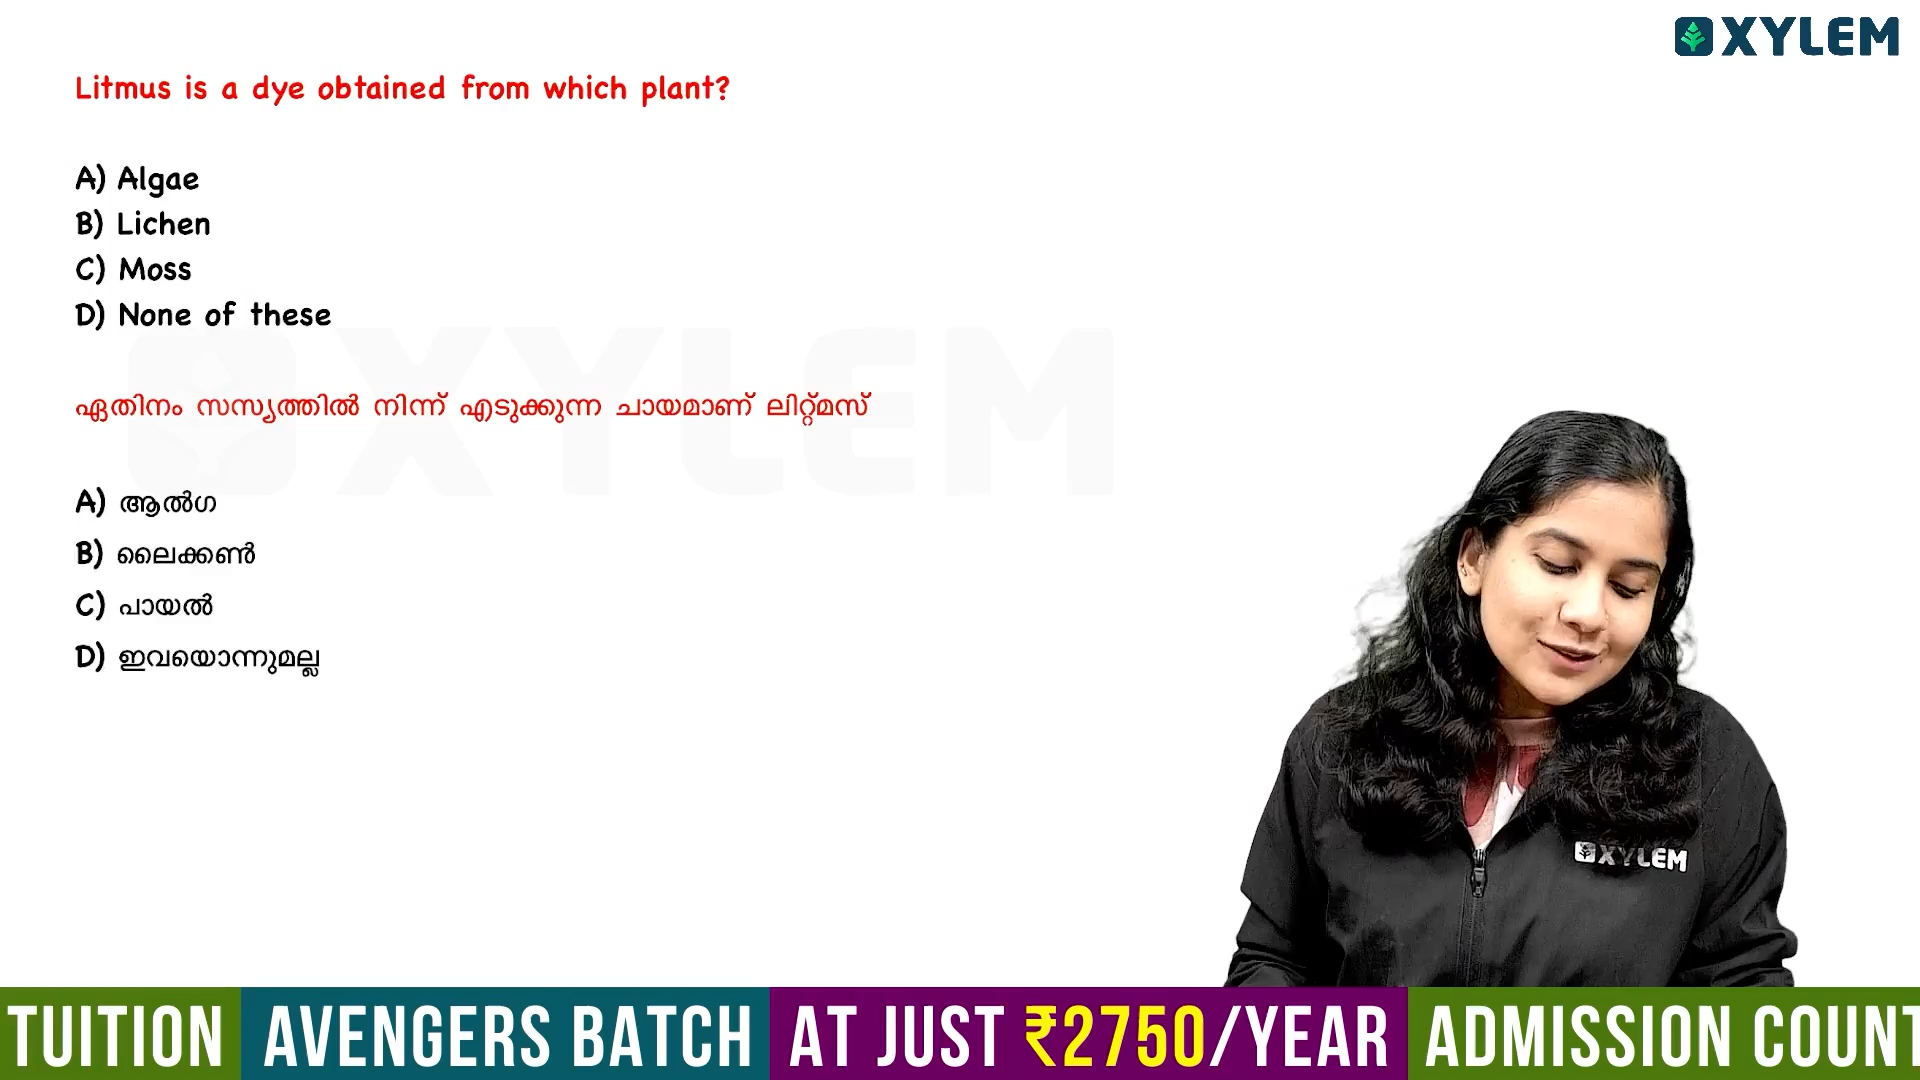 XYLEM
Litmus is a dye obtained from which plant?
A) Algae
B) Lichen
C) Moss
D) None of these
XYLEM
ഏതിനം സസ്യത്തിൽ നിന്ന് എടുക്കുന്ന ചായമാണ് ലിറ്റ്മസ്
A) ആൽഗ
B) ലൈക്കൺ
C) പായൽ
D) ഇവയൊന്നുമല്ല
XYLEM
TUITION AVENGERS BATCH AT JUST ₹2750/YEAR ADMISSION COUNT